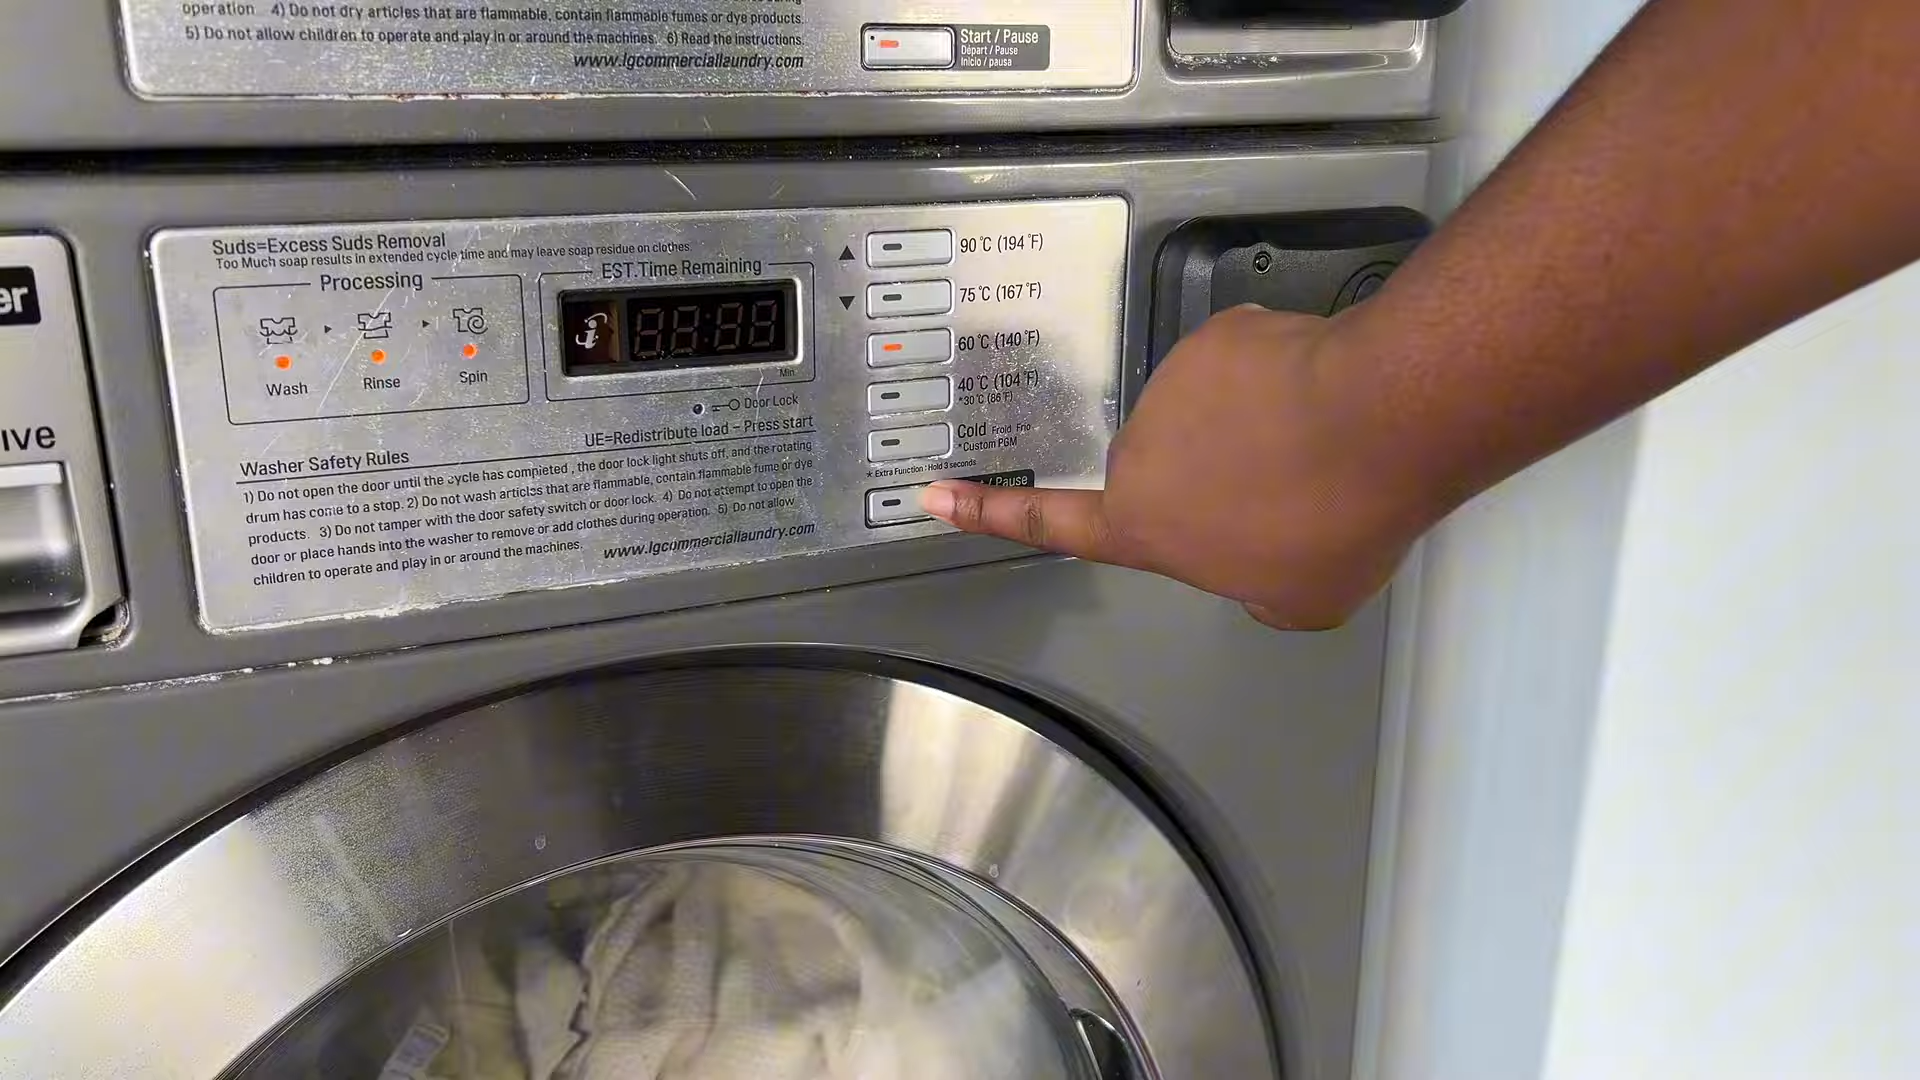 operation 4) Do not dry articles that are flammable, contain flammable fumes or dye products.
5) Do not allow children to operate and play in or around the machines. 6) Read the instructions.
www.lgcommerciallaundry.com
Start / Pause
Départ / Pause
Inicio / pausa
er
IVE
Suds=Excess Suds Removal
Too Much soap results in extended cycle time and may leave soap residue on clothes.
Processing
Wash
Rinse
Spin
EST.Time Remaining
Min.
Door Lock
UE=Redistribute load - Press start
Washer Safety Rules
1) Do not open the door until the cycle has completed, the door lock light shuts off, and the rotating
drum has come to a stop. 2) Do not wash articles that are flammable, contain flammable fume or dye
products. 3) Do not tamper with the door safety switch or door lock. 4) Do not attempt to open the
door or place hands into the washer to remove or add clothes during operation. 5) Do not allow
children to operate and play in or around the machines.
www.lgcommerciallaundry.com
90°C (194°F)
75°C (167°F)
60°C (140°F)
40°C (104°F)
*30°C (86°F)
Cold Froid Frio
*Custom PGM
* Extra Function : Hold 3 seconds
/ Pause